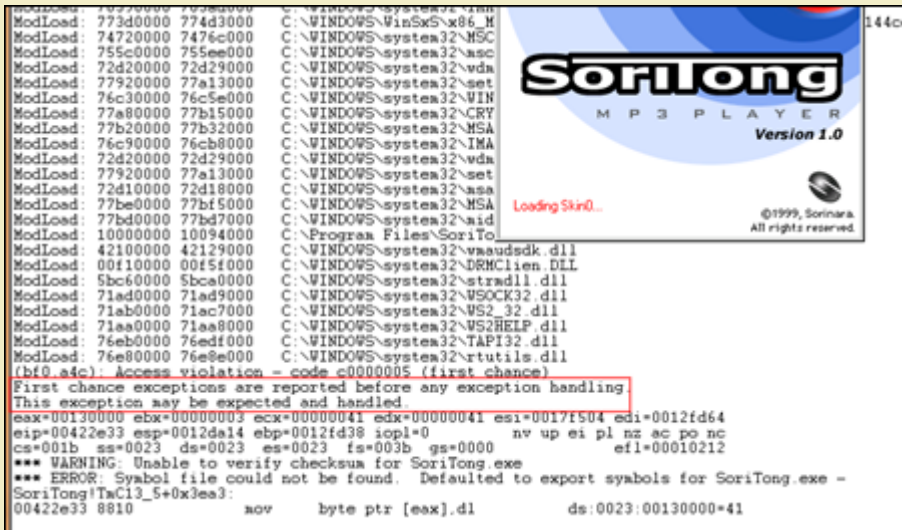 ModLoad: 773d0000 774d3000 C:\WINDOWS\WinSxS\x86_M
144c
ModLoad: 74720000 7476c000 C:\WINDOWS\system32\MSC
ModLoad: 755c0000 755ee000 C:\WINDOWS\system32\msc
ModLoad: 72d20000 72d29000 C:\WINDOWS\system32\wdm
ModLoad: 77920000 77a13000 C:\WINDOWS\system32\set
ModLoad: 76c30000 76c5e000 C:\WINDOWS\system32\WIN
ModLoad: 77a80000 77b15000 C:\WINDOWS\system32\CRY
ModLoad: 77b20000 77b32000 C:\WINDOWS\system32\MSA
ModLoad: 76c90000 76cb8000 C:\WINDOWS\system32\IMA
ModLoad: 72d20000 72d29000 C:\WINDOWS\system32\wdm
ModLoad: 77920000 77a13000 C:\WINDOWS\system32\set
ModLoad: 72d10000 72d18000 C:\WINDOWS\system32\msa
ModLoad: 77be0000 77bf5000 C:\WINDOWS\system32\MSA
ModLoad: 77bd0000 77bd7000 C:\WINDOWS\system32\mid
ModLoad: 10000000 10094000 C:\Program Files\SoriTo
ModLoad: 42100000 42129000 C:\WINDOWS\system32\wmaudsdk.dll
ModLoad: 00f10000 00f5f000 C:\WINDOWS\system32\DRMClien.DLL
ModLoad: 5bc60000 5bca0000 C:\WINDOWS\system32\strmdll.dll
ModLoad: 71ad0000 71ad9000 C:\WINDOWS\system32\WSOCK32.dll
ModLoad: 71ab0000 71ac7000 C:\WINDOWS\system32\WS2_32.dll
ModLoad: 71aa0000 71aa8000 C:\WINDOWS\system32\WS2HELP.dll
ModLoad: 76eb0000 76edf000 C:\WINDOWS\system32\TAPI32.dll
ModLoad: 76e80000 76e8e000 C:\WINDOWS\system32\rtutils.dll
(bf0.a4c): Access violation - code c0000005 (first chance)
First chance exceptions are reported before any exception handling.
This exception may be expected and handled.
eax=00130000 ebx=00000003 ecx=00000041 edx=00000041 esi=0017f504 edi=0012fd64
eip=00422e33 esp=0012da14 ebp=0012fd38 iopl=0 nv up ei pl nz ac po nc
cs=001b ss=0023 ds=0023 es=0023 fs=003b gs=0000 efl=00010212
*** WARNING: Unable to verify checksum for SoriTong.exe
*** ERROR: Symbol file could not be found. Defaulted to export symbols for SoriTong.exe -
SoriTong!TmC13_5+0x3ea3:
00422e33 8810 mov byte ptr [eax],dl ds:0023:00130000=41
SoriTong
MP3 PLAYER
Version 1.0
Loading Skin0...
©1999, Sorinara.
All rights reserved.